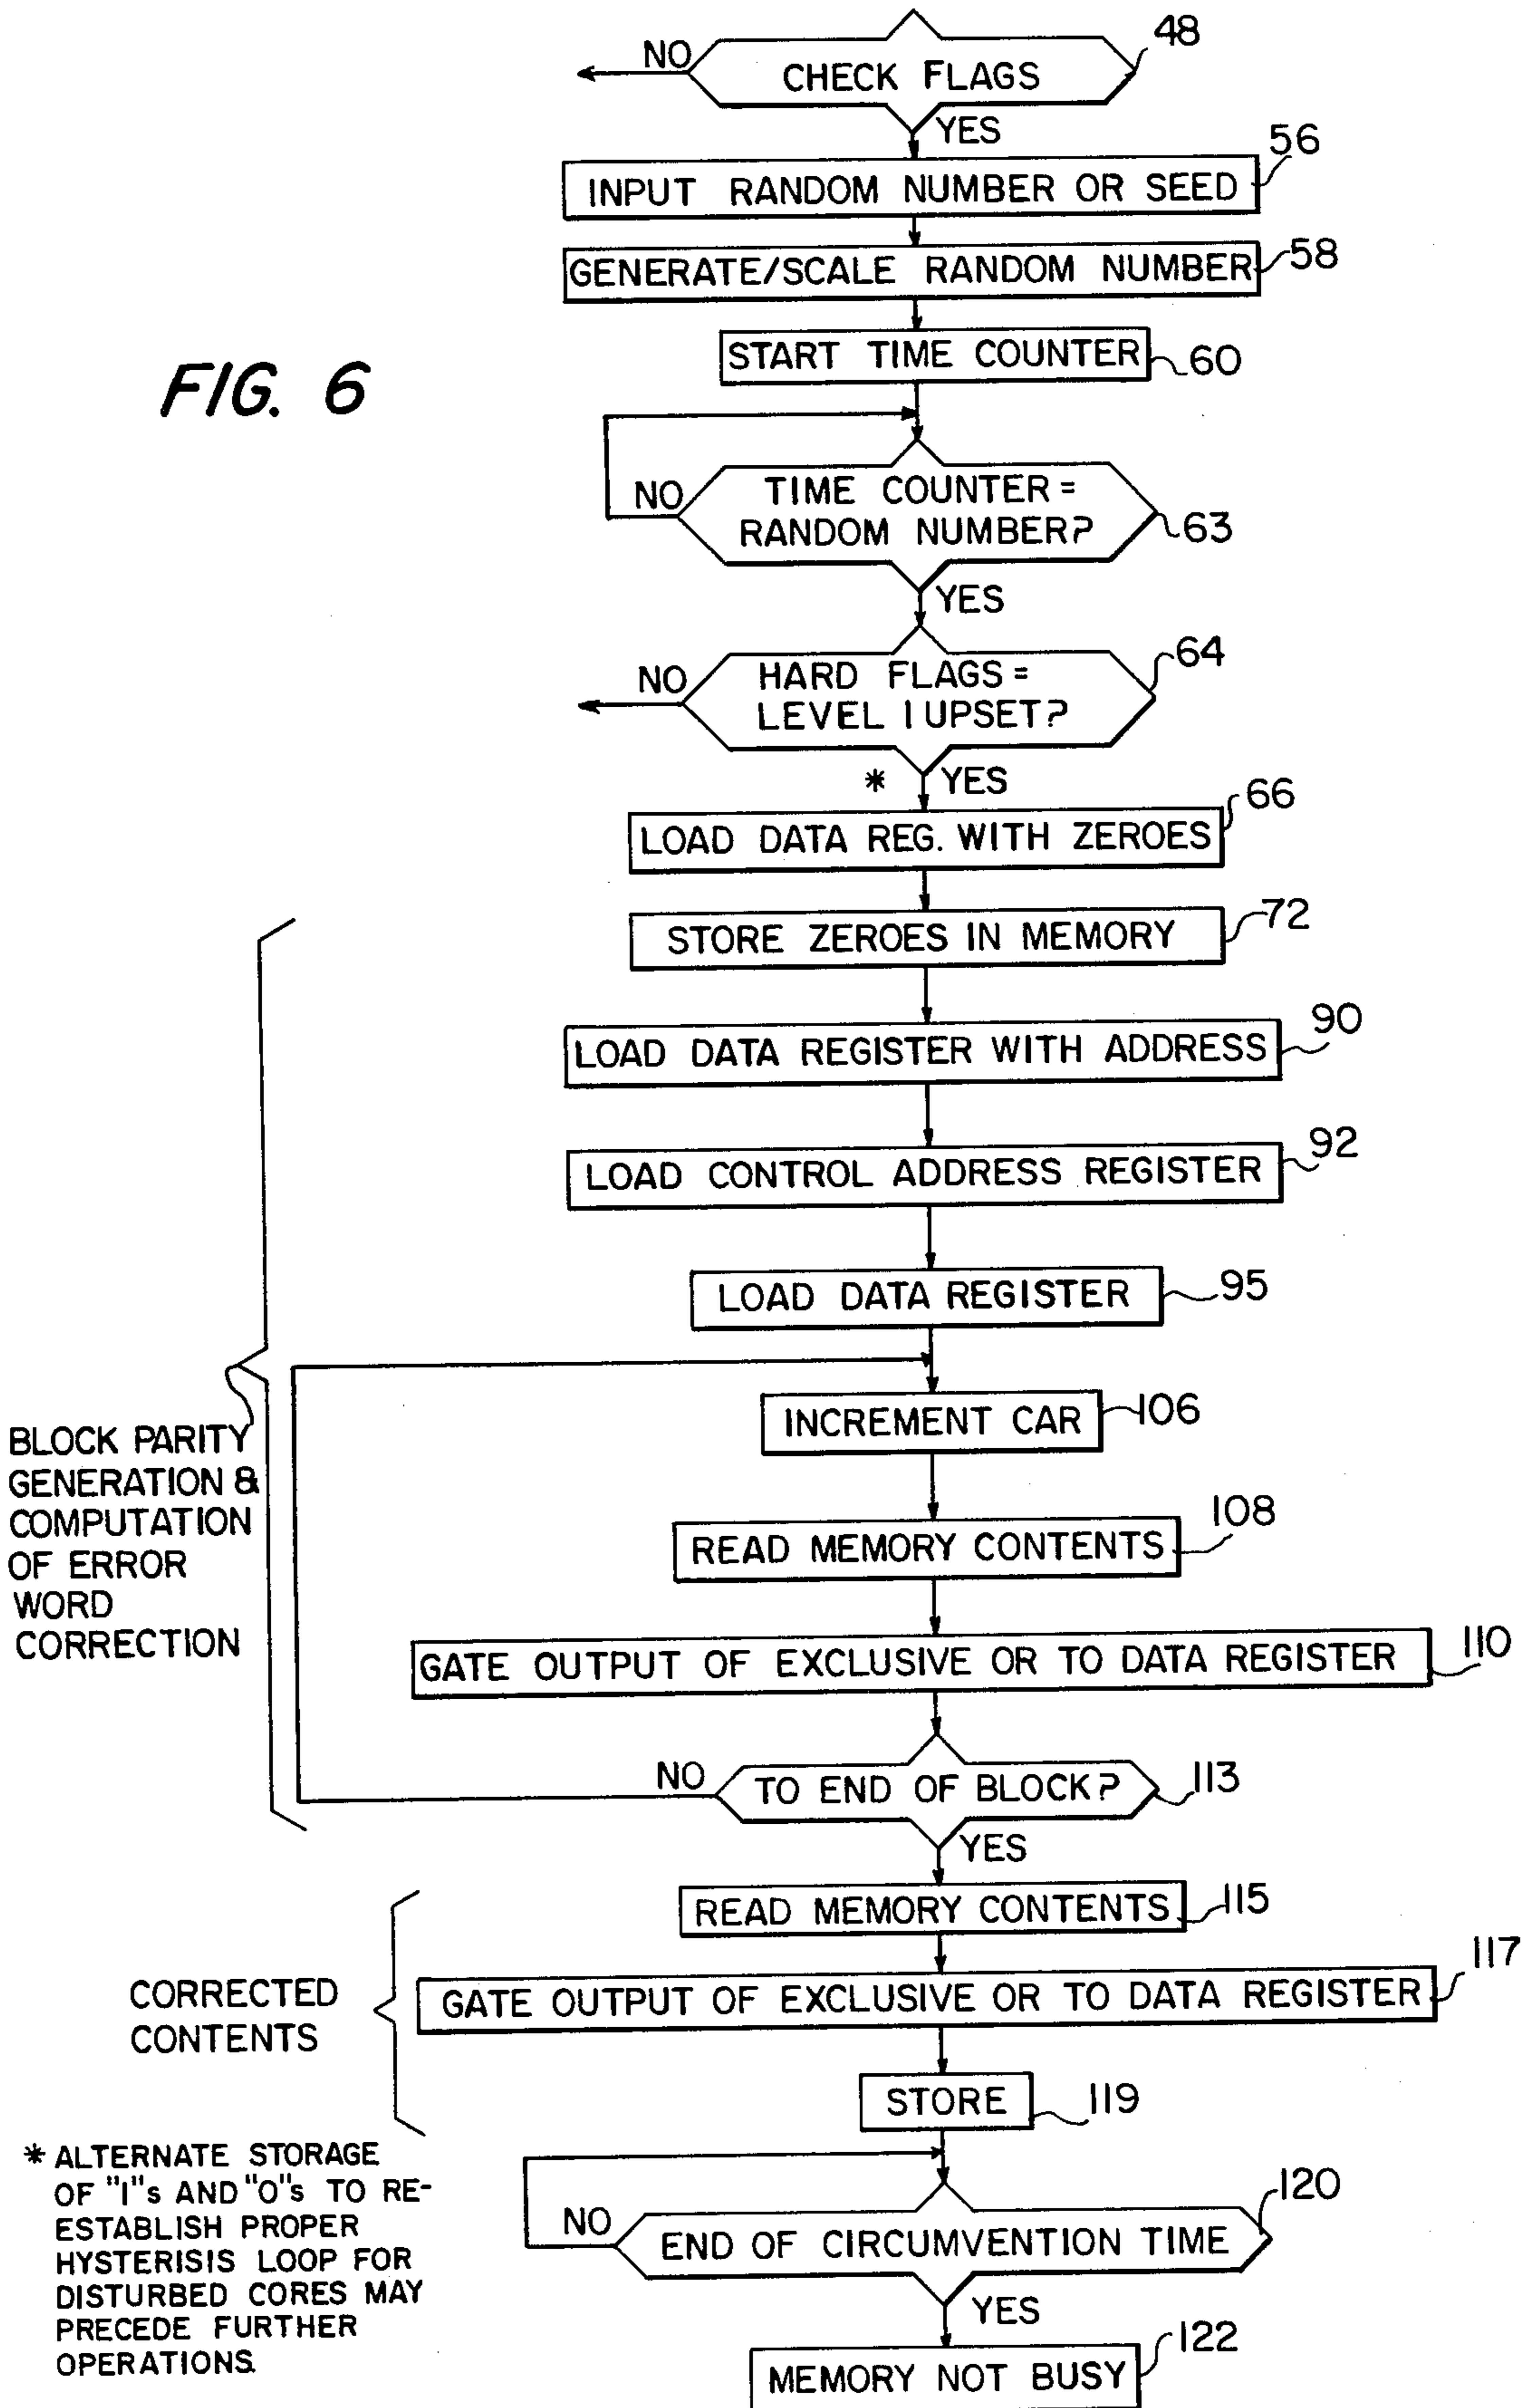 48
NO
CHECK FLAGS
YES
56
INPUT RANDOM NUMBER OR SEED
GENERATE/SCALE RANDOM NUMBER
58
START TIME COUNTER
60
FIG. 6
TIME COUNTER =
NO
RANDOM NUMBER?
63
YES
64
HARD FLAGS =
NO
LEVEL I UPSET?
* YES
66
LOAD DATA REG. WITH ZEROES
72
STORE ZEROES IN MEMORY
90
LOAD DATA REGISTER WITH ADDRESS
92
LOAD CONTROL ADDRESS REGISTER
LOAD DATA REGISTER
95
INCREMENT CAR
106
BLOCK PARITY
GENERATION &
COMPUTATION
OF ERROR
WORD
CORRECTION
108
READ MEMORY CONTENTS
110
GATE OUTPUT OF EXCLUSIVE OR TO DATA REGISTER
NO
TO END OF BLOCK?
113
YES
READ MEMORY CONTENTS
115
117
CORRECTED
CONTENTS
GATE OUTPUT OF EXCLUSIVE OR TO DATA REGISTER
STORE
119
* ALTERNATE STORAGE
OF "I"s AND "O"s TO RE-
ESTABLISH PROPER
HYSTERISIS LOOP FOR
DISTURBED CORES MAY
PRECEDE FURTHER
OPERATIONS.
120
NO
END OF CIRCUMVENTION TIME
YES
122
MEMORY NOT BUSY